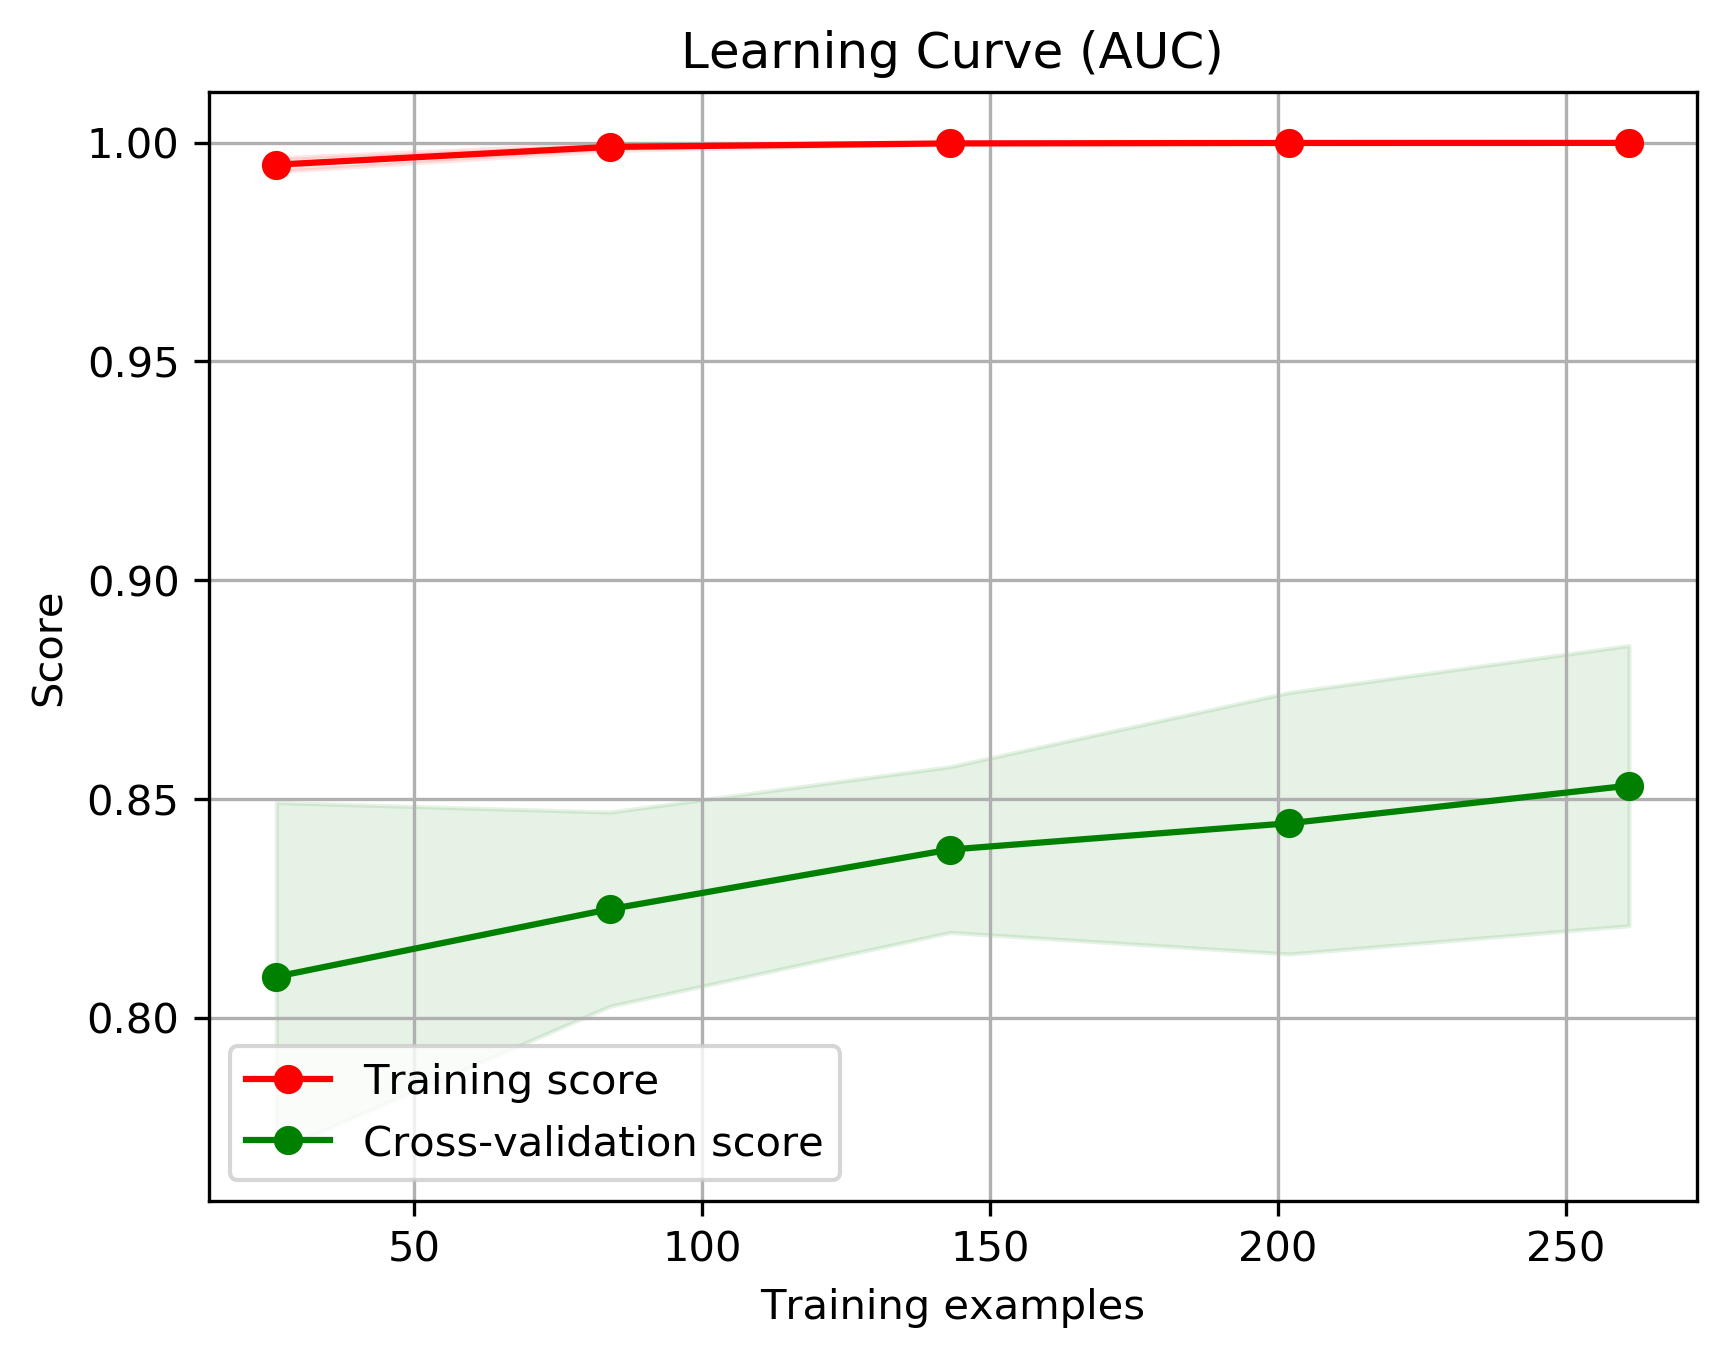 Learning Curve (AUC)
1.00
0.95
0.90
0.85
0.80
Score
Training score
Cross-validation score
50 100 150 200 250
Training examples